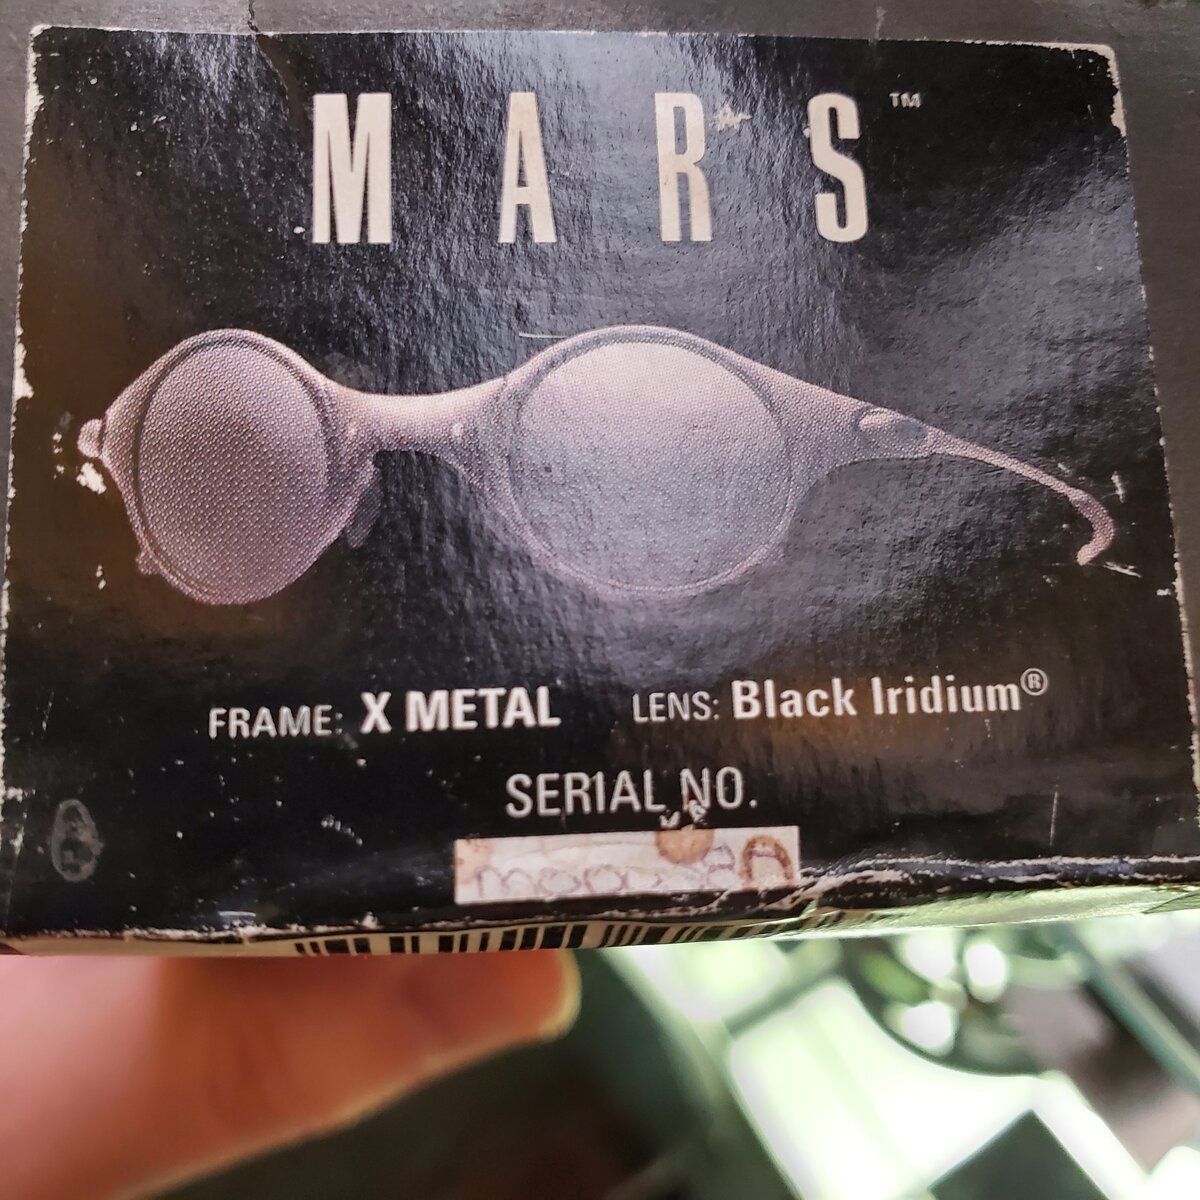 MARS™
FRAME: X METAL LENS: Black Iridium®
SERIAL NO.